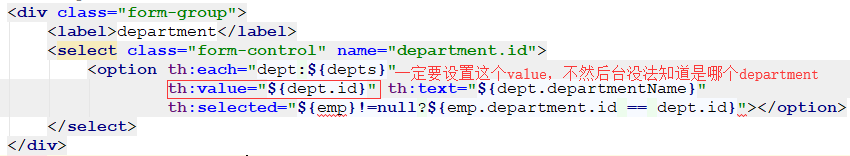 <div class="form-group">
<label>department</label>
<select class="form-control" name="department.id">
<option th:each="dept:${depts}"一定要设置这个value，不然后台没法知道是哪个department
th:value="${dept.id}" th:text="${dept.departmentName}"
th:selected="${emp}!=null?${emp.department.id == dept.id}"></option>
</select>
</div>